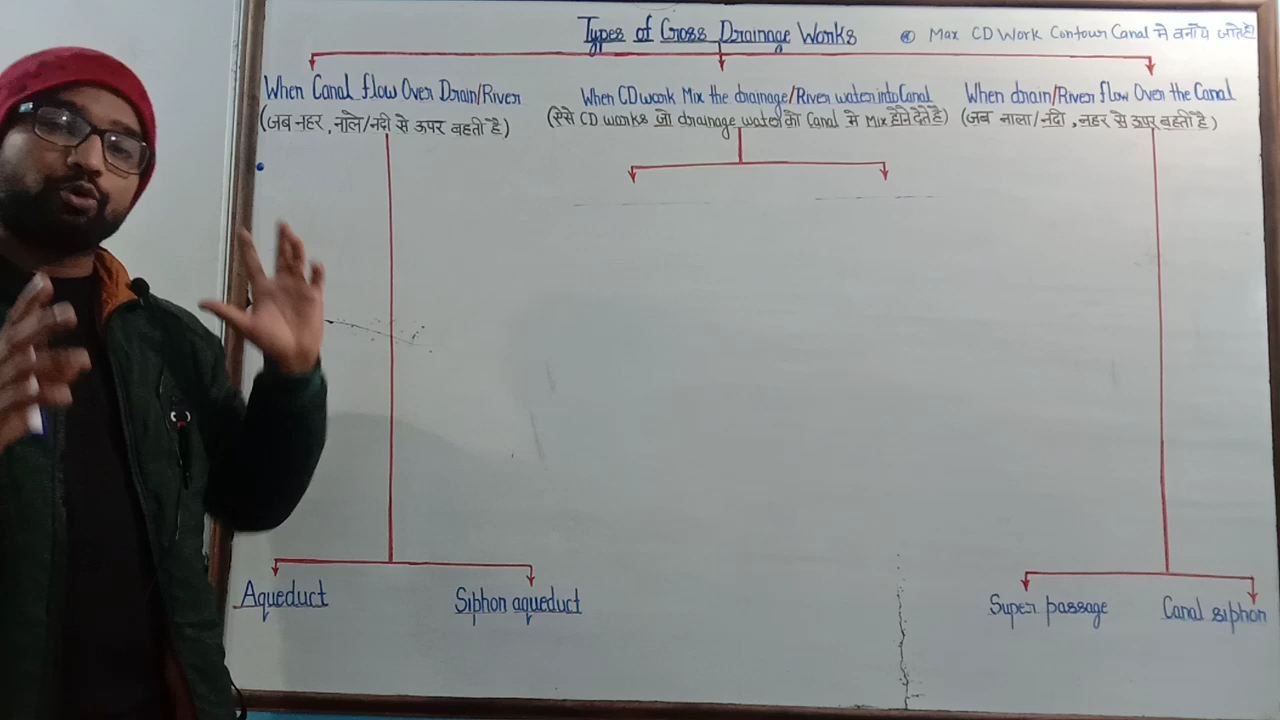 Types of Cross Drainage Works
Max CD Work Contour Canal में बनाये जाते है
When Canal flow Over Drain/River
(जब नहर, नाले/नदी से ऊपर बहती है)
When CD work Mix the drainage/River water into Canal
(ऐसे CD works जो drainage water को Canal में Mix होने देते है)
When drain/River flow Over the Canal
(जब नाला/नदी, नहर से ऊपर बहती है)
Aqueduct
Siphon aqueduct
Super passage
Canal siphon